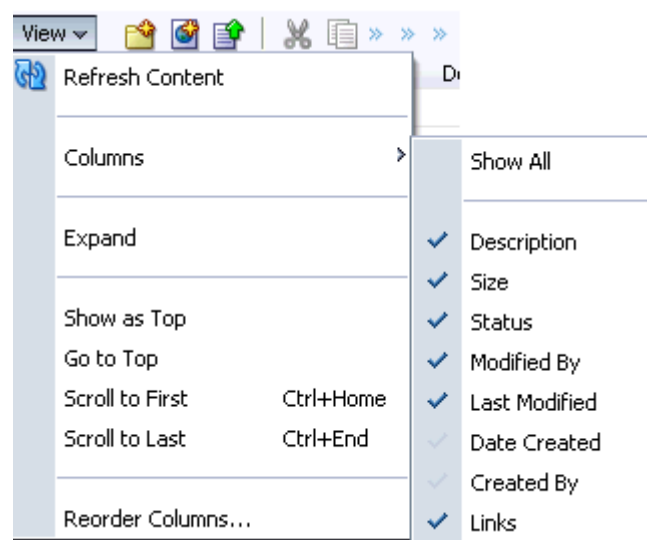 View
Refresh Content
Columns
Expand
Show as Top
Go to Top
Scroll to First Ctrl+Home
Scroll to Last Ctrl+End
Reorder Columns...
Show All
Description
Size
Status
Modified By
Last Modified
Date Created
Created By
Links